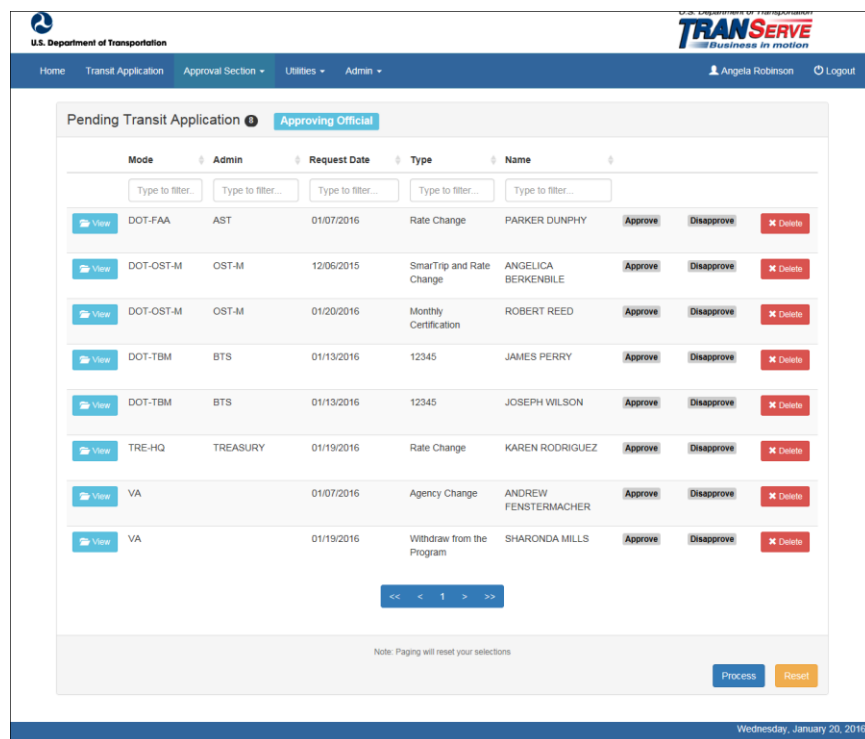 U.S. Department of Transportation
U.S. Department of Transportation
TRANSERVE
Business in motion
Home Transit Application Approval Section Utilities Admin Angela Robinson Logout
Pending Transit Application 8 Approving Official
Mode Admin Request Date Type Name
Type to filter.. Type to filter... Type to filter... Type to filter... Type to filter...
View DOT-FAA AST 01/07/2016 Rate Change PARKER DUNPHY Approve Disapprove Delete
View DOT-OST-M OST-M 12/06/2015 SmarTrip and Rate ANGELICA Approve Disapprove Delete
Change BERKENBILE
View DOT-OST-M OST-M 01/20/2016 Monthly ROBERT REED Approve Disapprove Delete
Certification
View DOT-TBM BTS 01/13/2016 12345 JAMES PERRY Approve Disapprove Delete
View DOT-TBM BTS 01/13/2016 12345 JOSEPH WILSON Approve Disapprove Delete
View TRE-HQ TREASURY 01/19/2016 Rate Change KAREN RODRIGUEZ Approve Disapprove Delete
View VA 01/07/2016 Agency Change ANDREW Approve Disapprove Delete
FENSTERMACHER
View VA 01/19/2016 Withdraw from the SHARONDA MILLS Approve Disapprove Delete
Program
<< < 1 > >>
Note: Paging will reset your selections
Process Reset
Wednesday, January 20, 2016